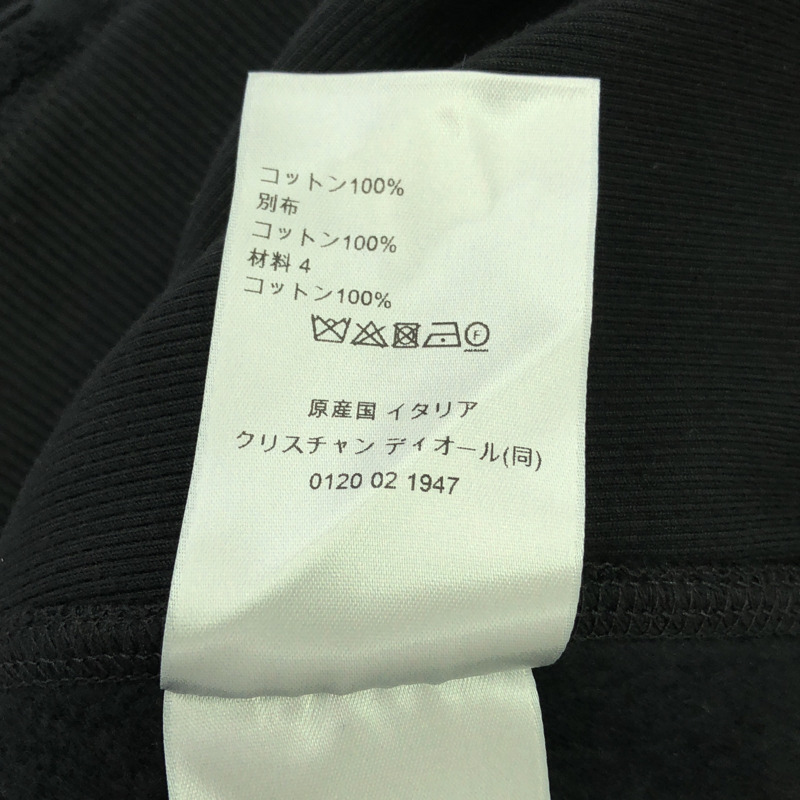 コットン100%
別布
コットン100%
材料 4
コットン100%
F
原産国 イタリア
クリスチャン ディオール(同)
0120 02 1947